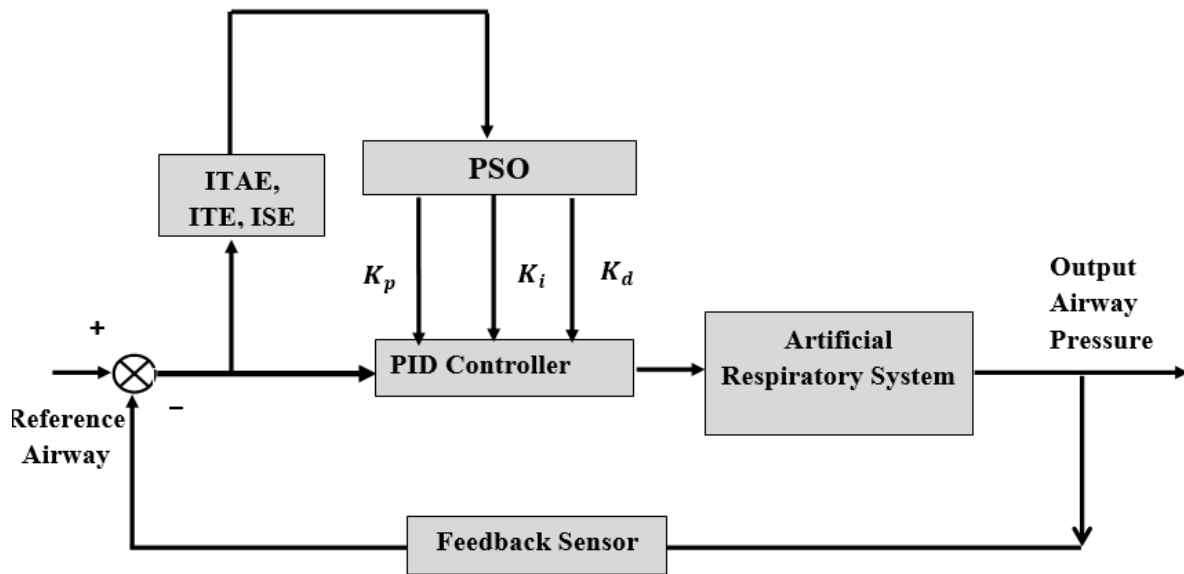 PSO
ITAE,
ITE, ISE
K_p
K_i
K_d
Output
Airway
Pressure
+
PID Controller
Artificial
Respiratory System
−
Reference
Airway
Feedback Sensor